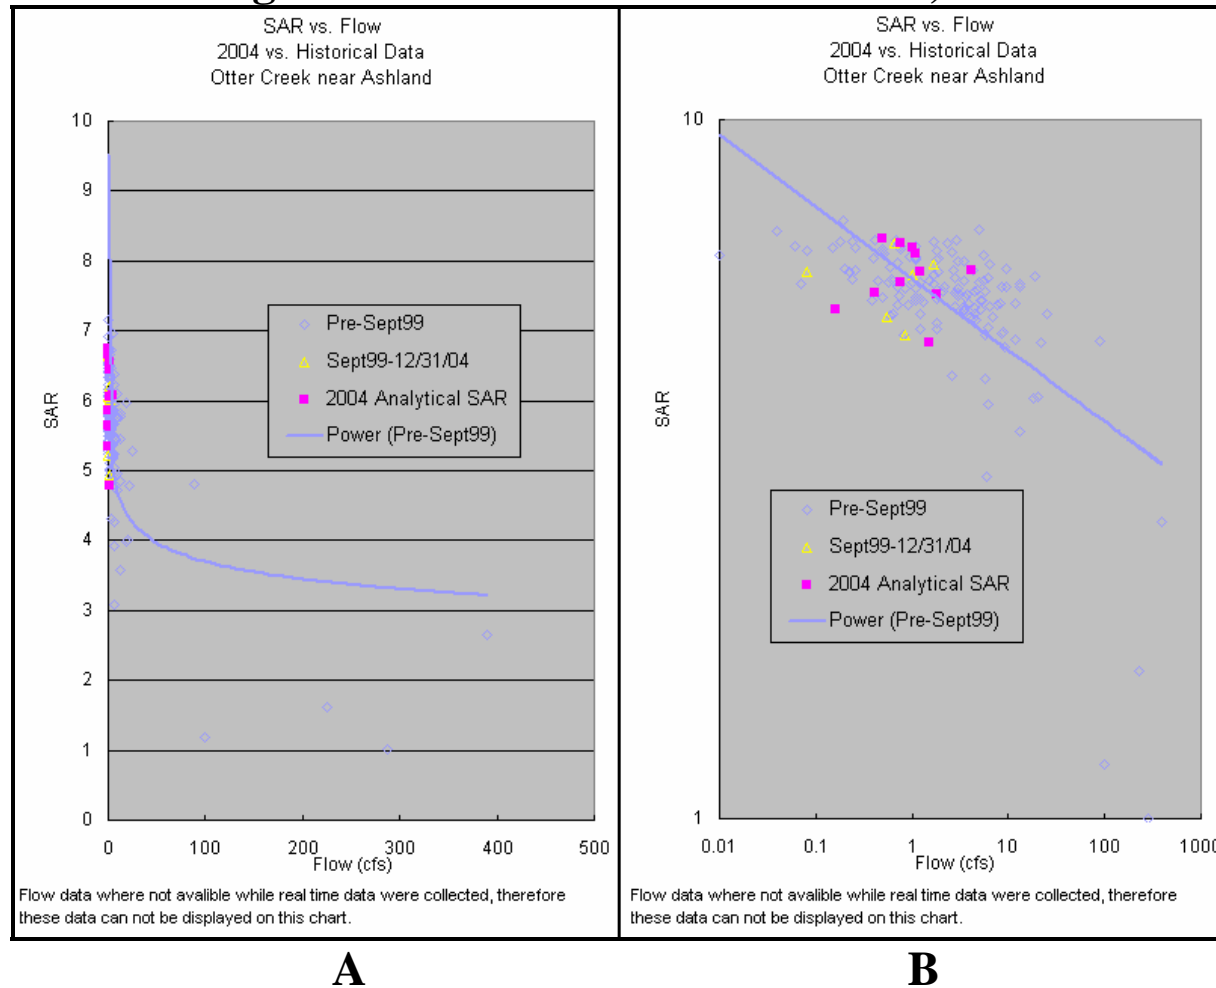 SAR vs. Flow
2004 vs. Historical Data
Otter Creek near Ashland
10
9
8
7
6
5
4
3
2
1
0
SAR
Pre-Sept99
Sept99-12/31/04
2004 Analytical SAR
Power (Pre-Sept99)
0 100 200 300 400 500
Flow (cfs)
Flow data where not avalible while real time data were collected, therefore
these data can not be displayed on this chart.
A
SAR vs. Flow
2004 vs. Historical Data
Otter Creek near Ashland
10
1
SAR
Pre-Sept99
Sept99-12/31/04
2004 Analytical SAR
Power (Pre-Sept99)
0.01 0.1 1 10 100 1000
Flow (cfs)
Flow data where not avalible while real time data were collected, therefore
these data can not be displayed on this chart.
B